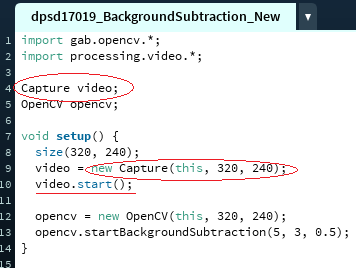 dpsd17019_BackgroundSubtraction_New ▼
1 import gab.opencv.*;
2 import processing.video.*;
3
4 Capture video;
5 OpenCV opencv;
6
7 void setup() {
8 size(320, 240);
9 video = new Capture(this, 320, 240);
10 video.start();
11
12 opencv = new OpenCV(this, 320, 240);
13 opencv.startBackgroundSubtraction(5, 3, 0.5);
14 }
15